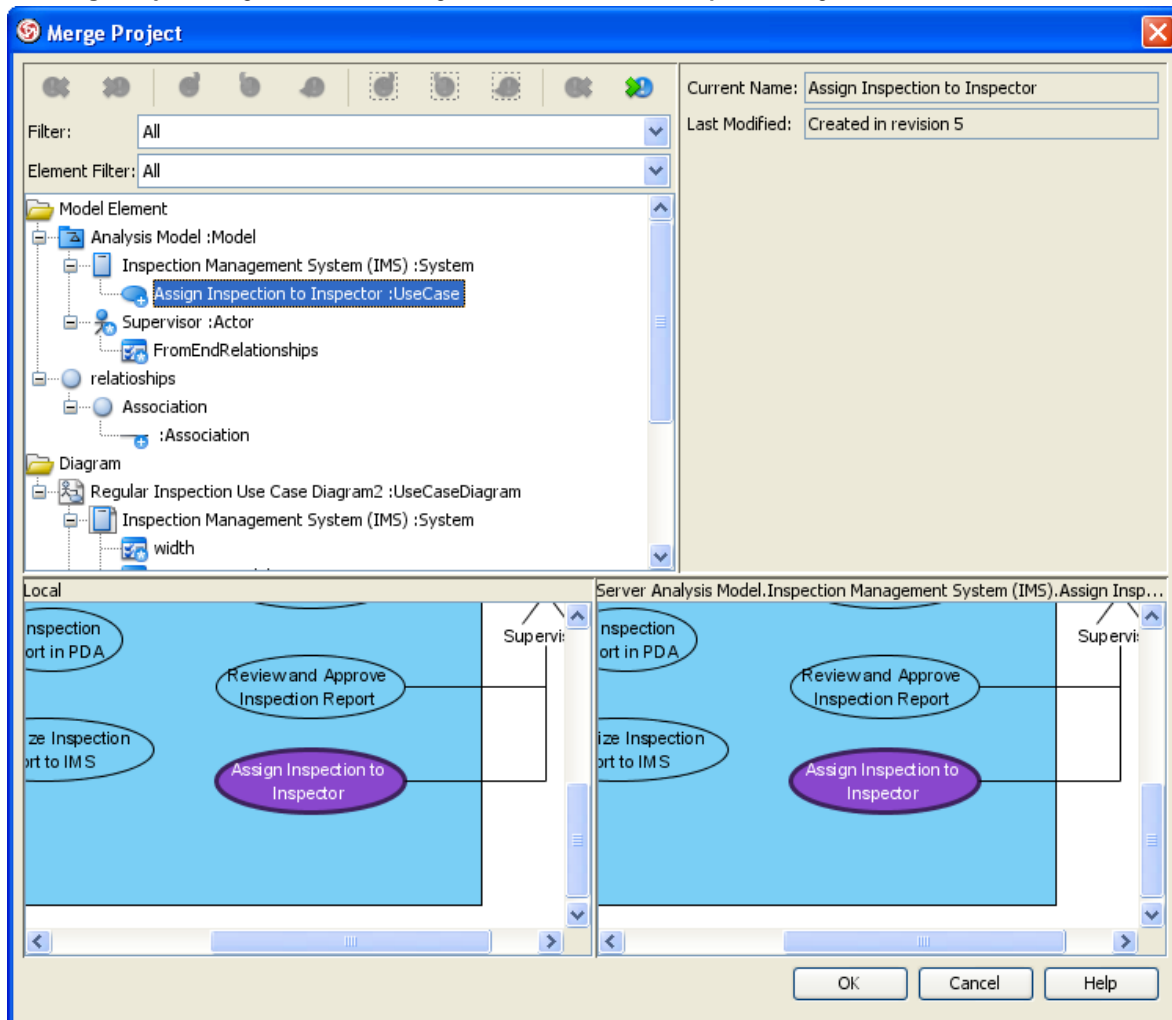 Merge Project
Current Name: Assign Inspection to Inspector
Last Modified: Created in revision 5
Filter: All
Element Filter: All
Model Element
Analysis Model :Model
Inspection Management System (IMS) :System
Assign Inspection to Inspector :UseCase
Supervisor :Actor
FromEndRelationships
relatioships
Association
:Association
Diagram
Regular Inspection Use Case Diagram2 :UseCaseDiagram
Inspection Management System (IMS) :System
width
Local
nspection
ort in PDA
Supervis
Review and Approve
Inspection Report
ze Inspection
ort to IMS
Assign Inspection to
Inspector
Server Analysis Model.Inspection Management System (IMS).Assign Insp...
nspection
ort in PDA
Supervis
Review and Approve
Inspection Report
ize Inspection
ort to IMS
Assign Inspection to
Inspector
OK Cancel Help